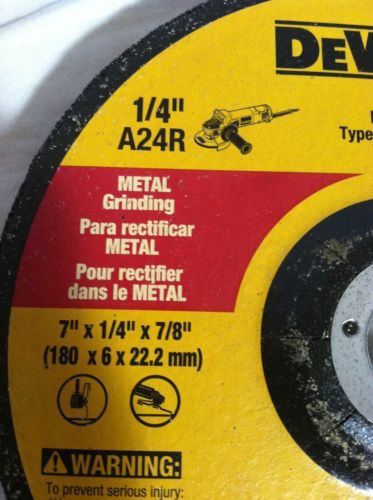 1/4"
A24R
DEW
Type
METAL
Grinding
Para rectificar
METAL
Pour rectifier
dans le MÉTAL
7" x 1/4" x 7/8"
(180 x 6 x 22.2 mm)
WARNING:
To prevent serious injury: